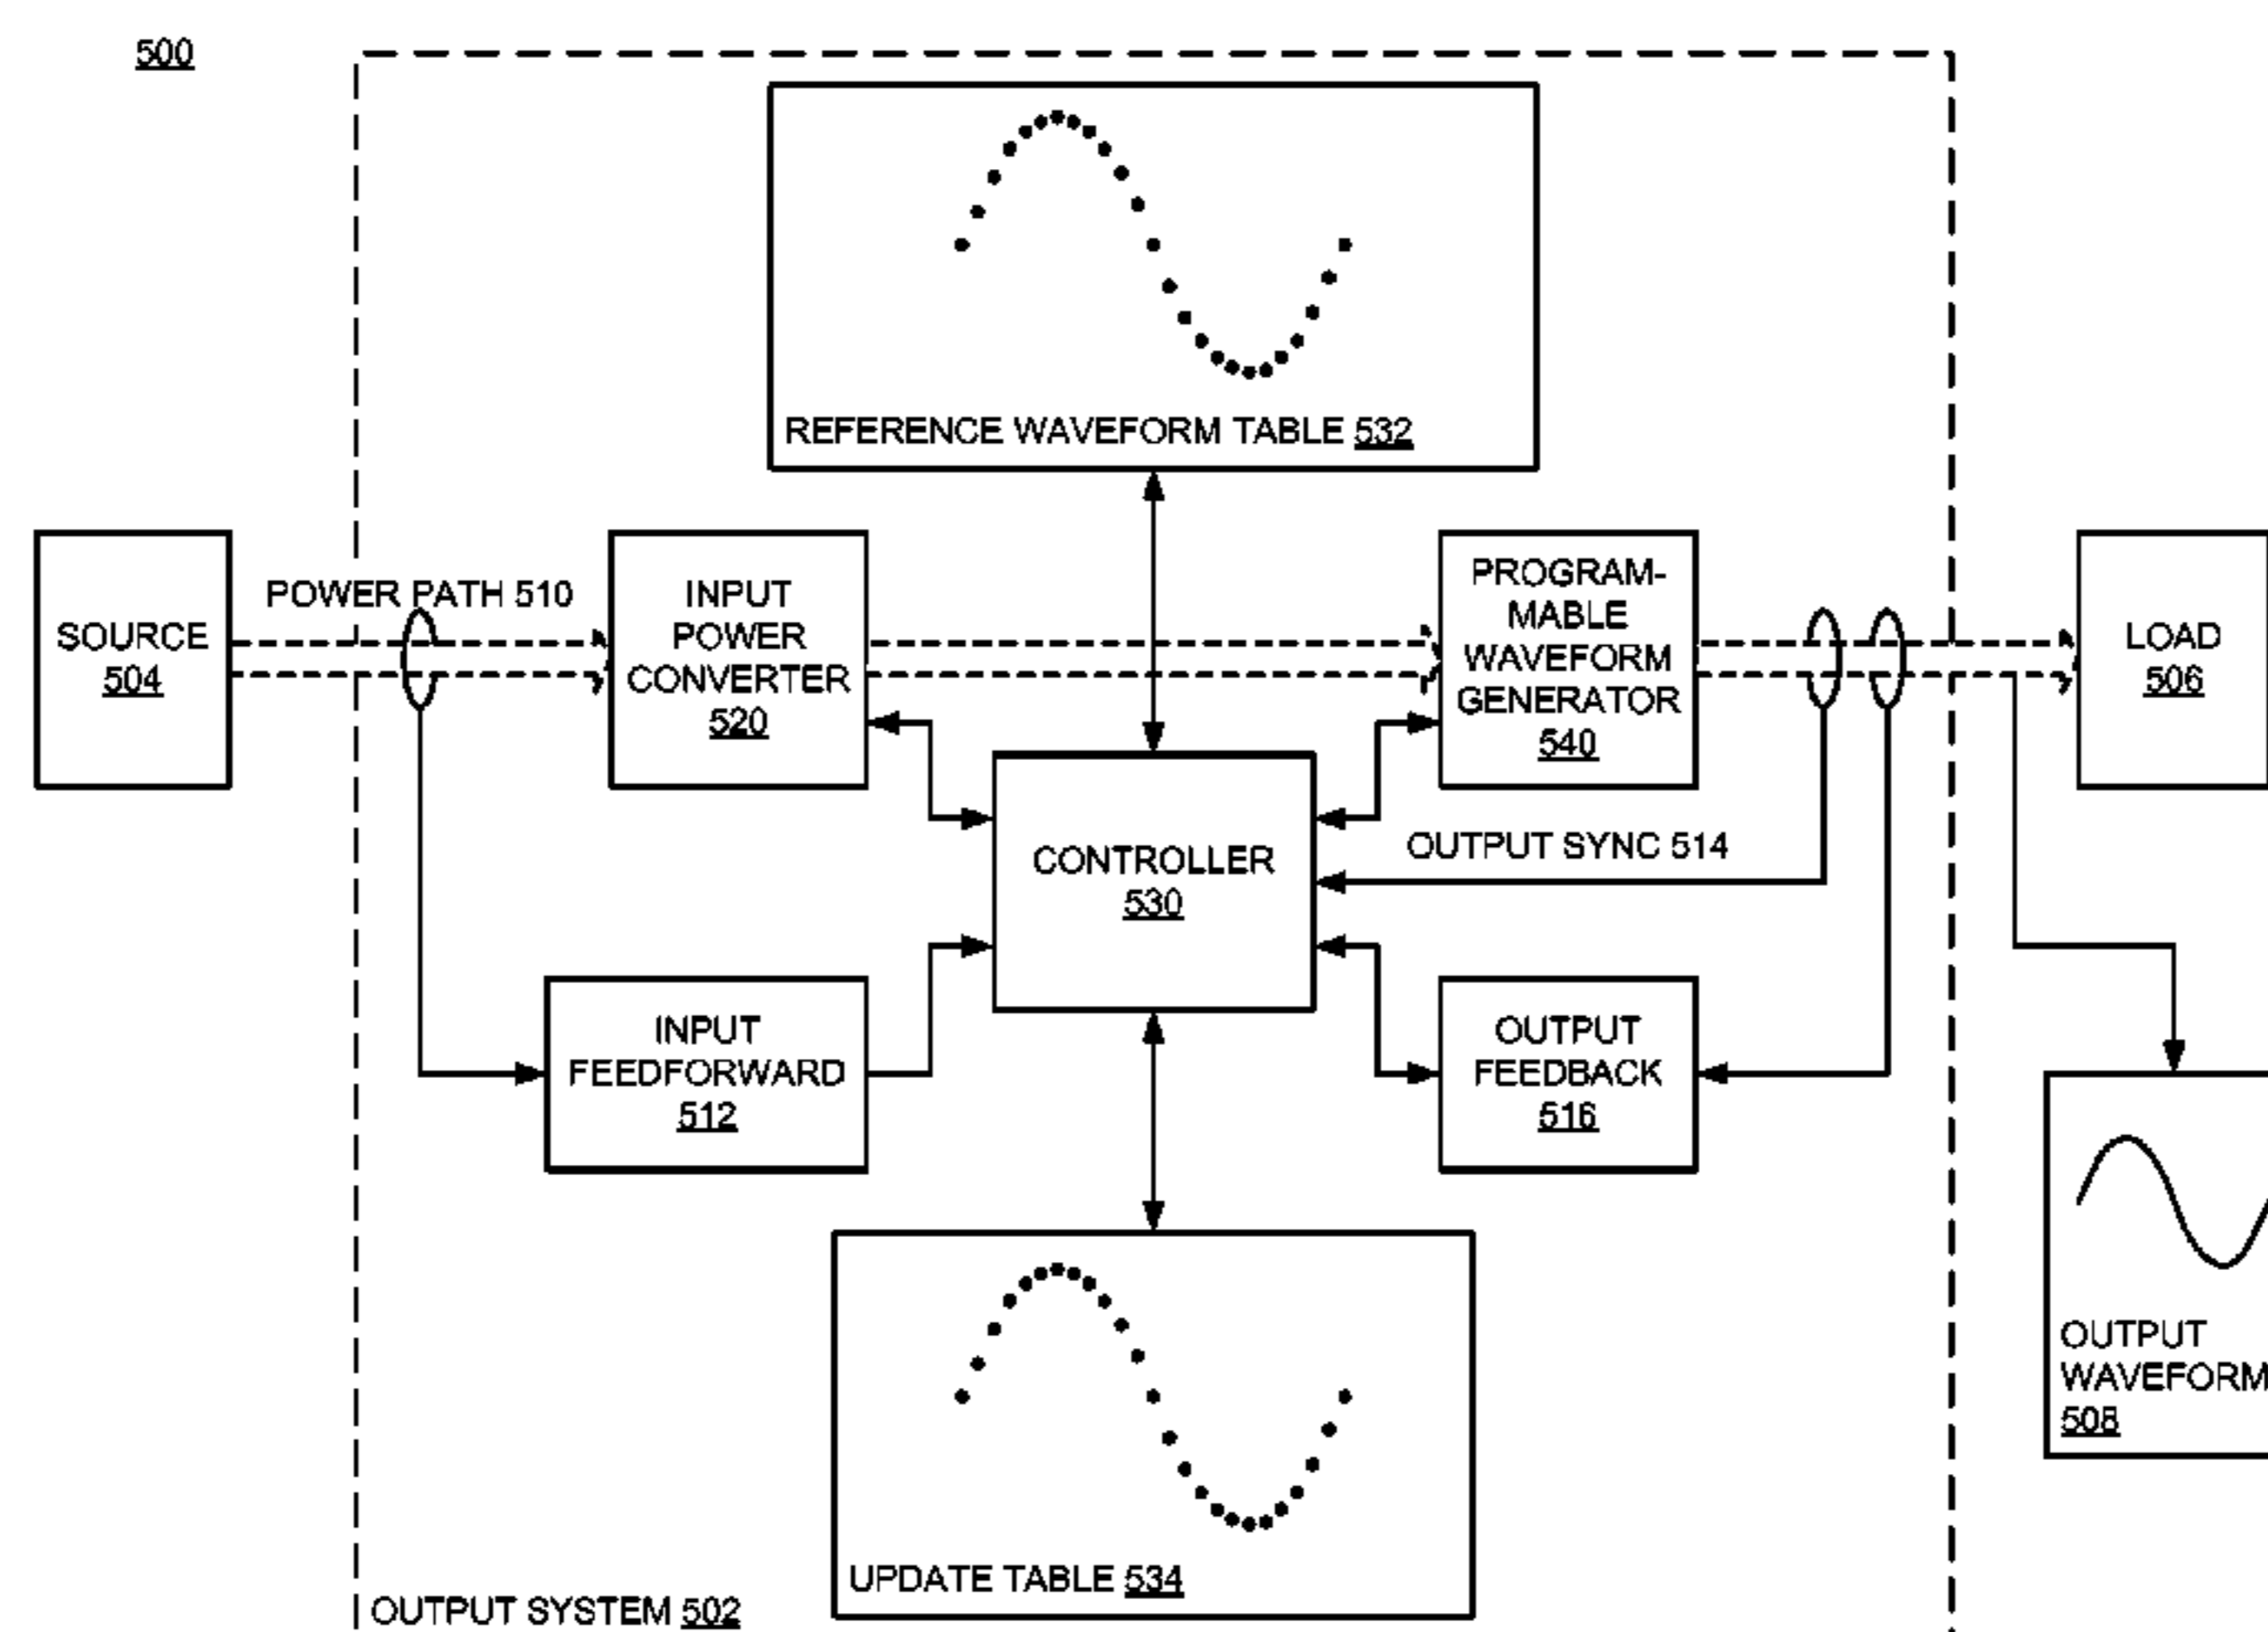 500
REFERENCE WAVEFORM TABLE 532
SOURCE
504
POWER PATH 510
INPUT
POWER
CONVERTER
520
PROGRAM-
MABLE
WAVEFORM
GENERATOR
540
LOAD
506
CONTROLLER
530
OUTPUT SYNC 514
INPUT
FEEDFORWARD
512
OUTPUT
FEEDBACK
516
OUTPUT
WAVEFORM
508
UPDATE TABLE 534
OUTPUT SYSTEM 502